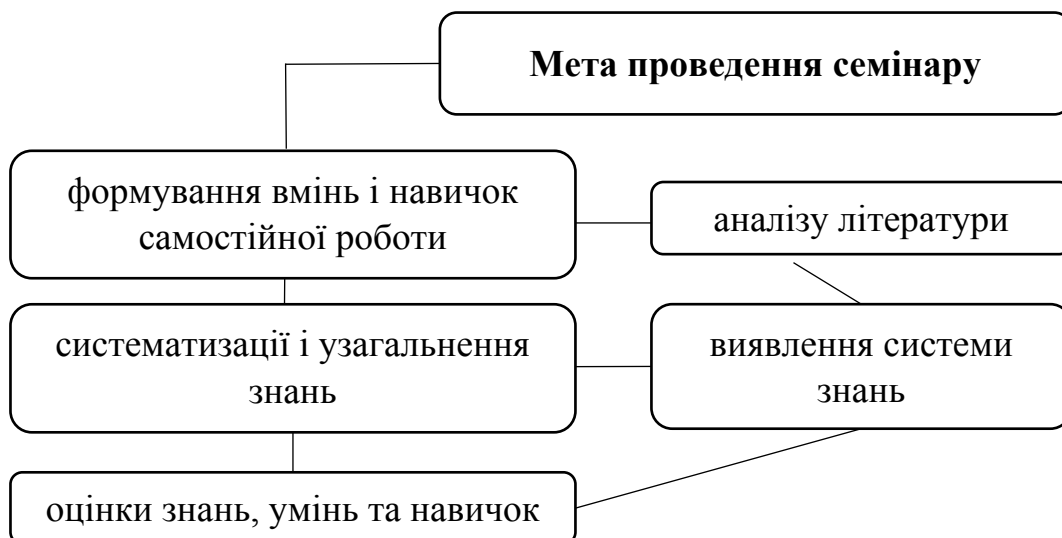 Мета проведення семінару
формування вмінь і навичок
самостійної роботи
аналізу літератури
систематизації і узагальнення
знань
виявлення системи
знань
оцінки знань, умінь та навичок